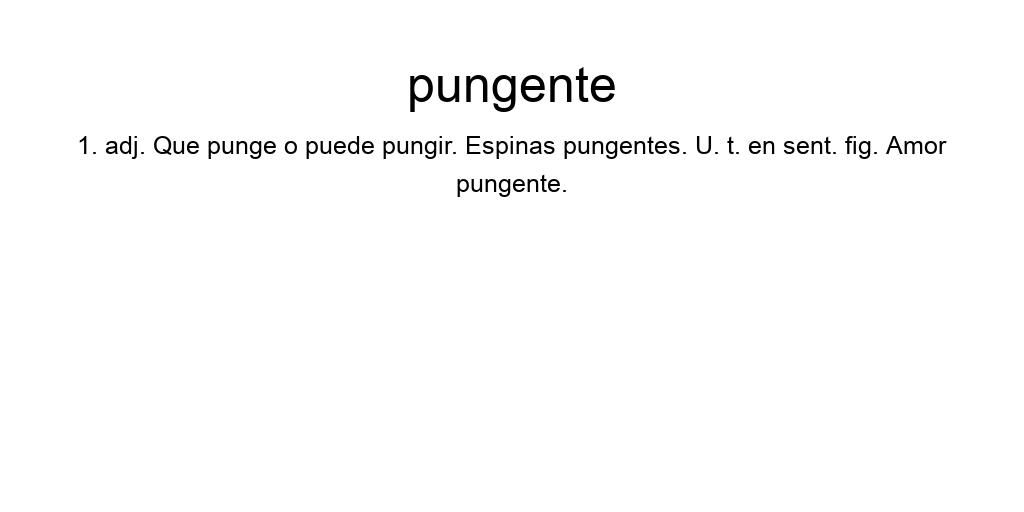 pungente
1. adj. Que punge o puede pungir. Espinas pungentes. U. t. en sent. fig. Amor
pungente.